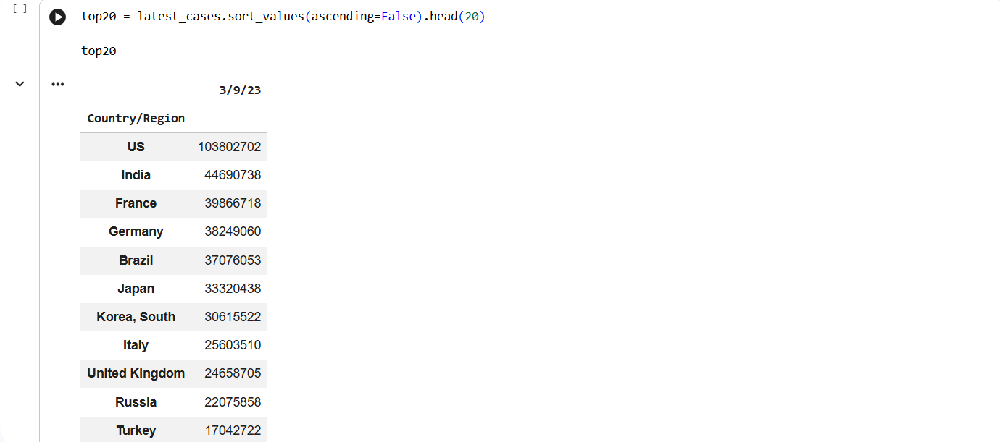 [ ]
top20 = latest_cases.sort_values(ascending=False).head(20)
top20
3/9/23
Country/Region
US 103802702
India 44690738
France 39866718
Germany 38249060
Brazil 37076053
Japan 33320438
Korea, South 30615522
Italy 25603510
United Kingdom 24658705
Russia 22075858
Turkey 17042722